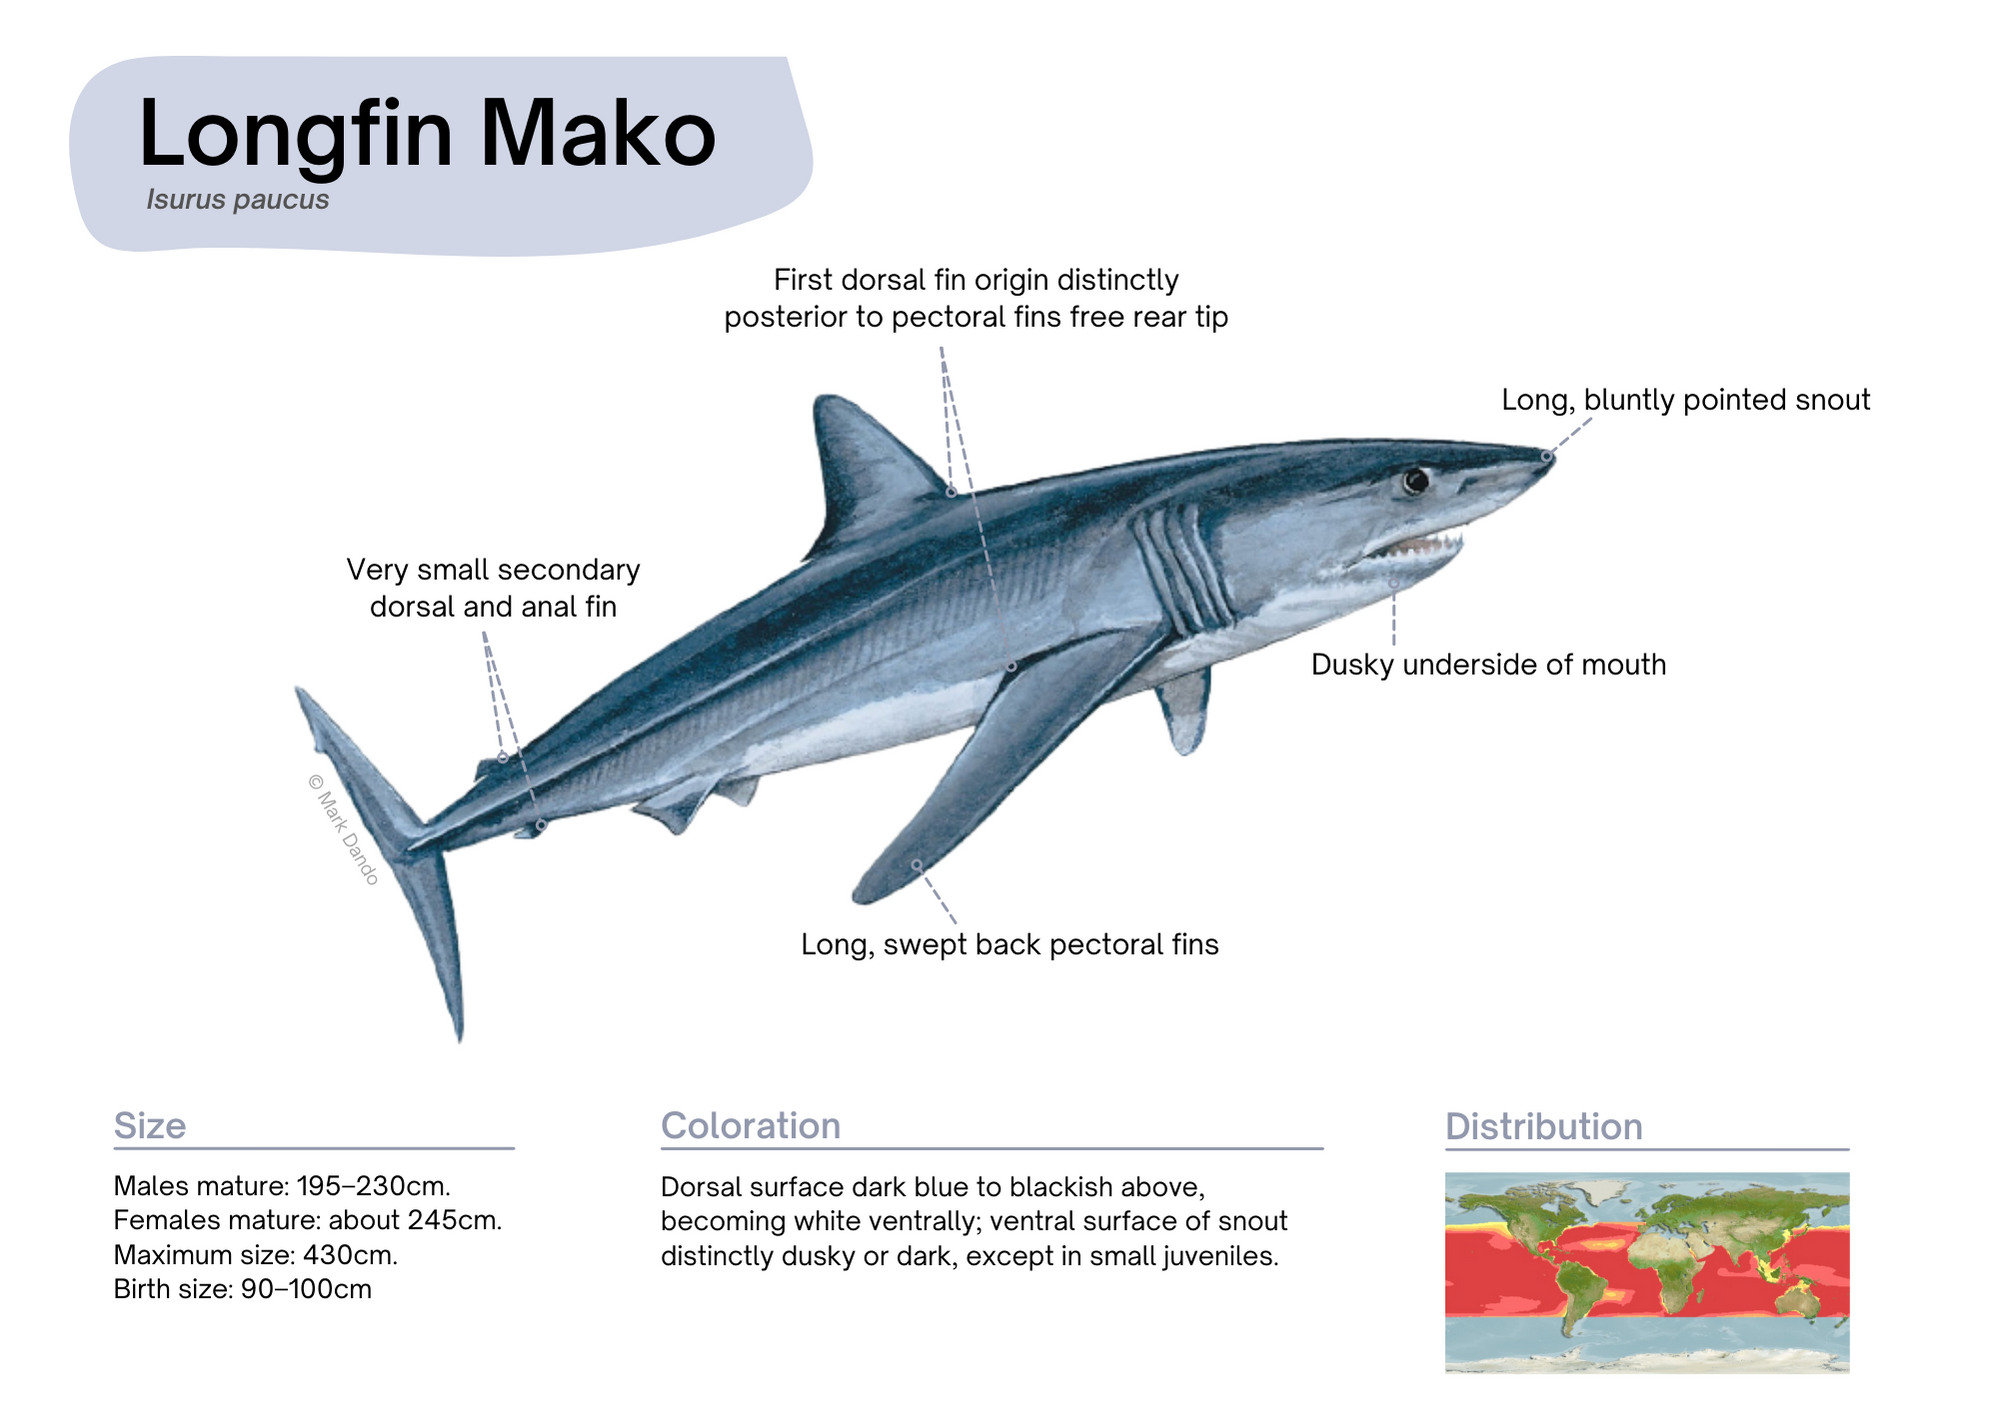 Longfin Mako
Isurus paucus
First dorsal fin origin distinctly
posterior to pectoral fins free rear tip
Long, bluntly pointed snout
Very small secondary
dorsal and anal fin
Dusky underside of mouth
© Mark Dando
Long, swept back pectoral fins
Size
Males mature: 195–230cm.
Females mature: about 245cm.
Maximum size: 430cm.
Birth size: 90–100cm
Coloration
Dorsal surface dark blue to blackish above,
becoming white ventrally; ventral surface of snout
distinctly dusky or dark, except in small juveniles.
Distribution